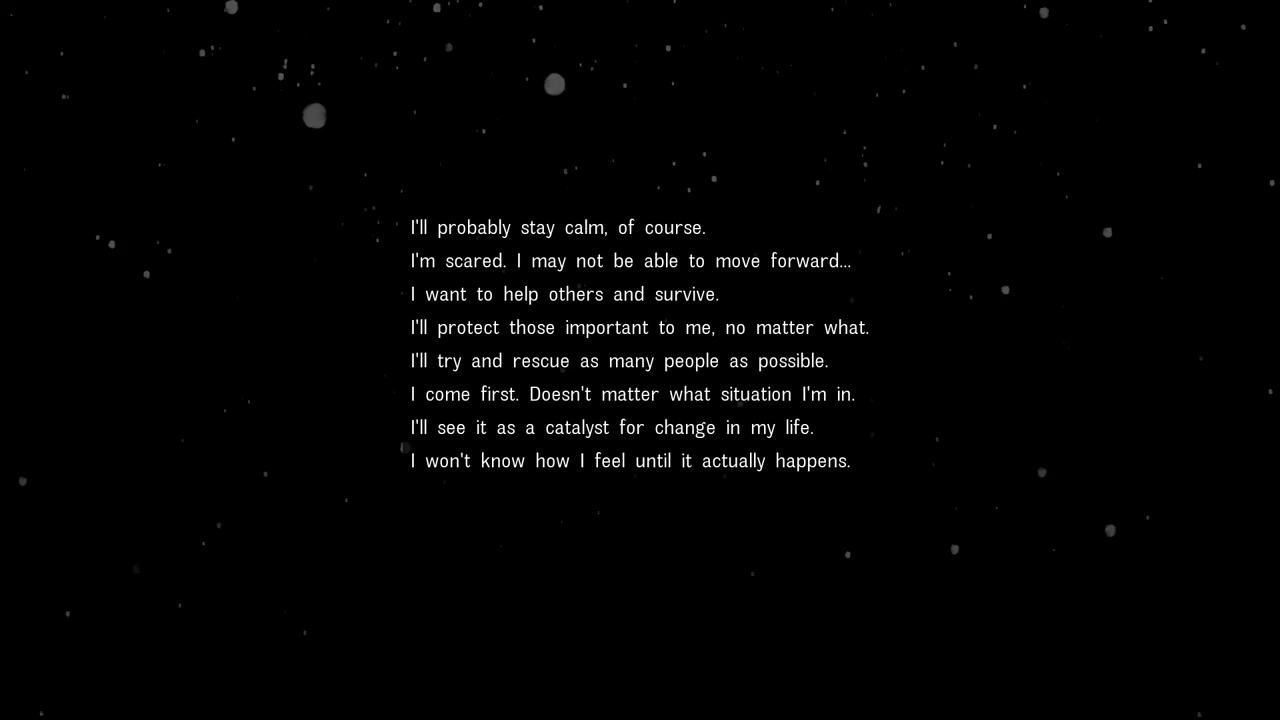 I'll probably stay calm, of course.
I'm scared. I may not be able to move forward...
I want to help others and survive.
I'll protect those important to me, no matter what.
I'll try and rescue as many people as possible.
I come first. Doesn't matter what situation I'm in.
I'll see it as a catalyst for change in my life.
I won't know how I feel until it actually happens.